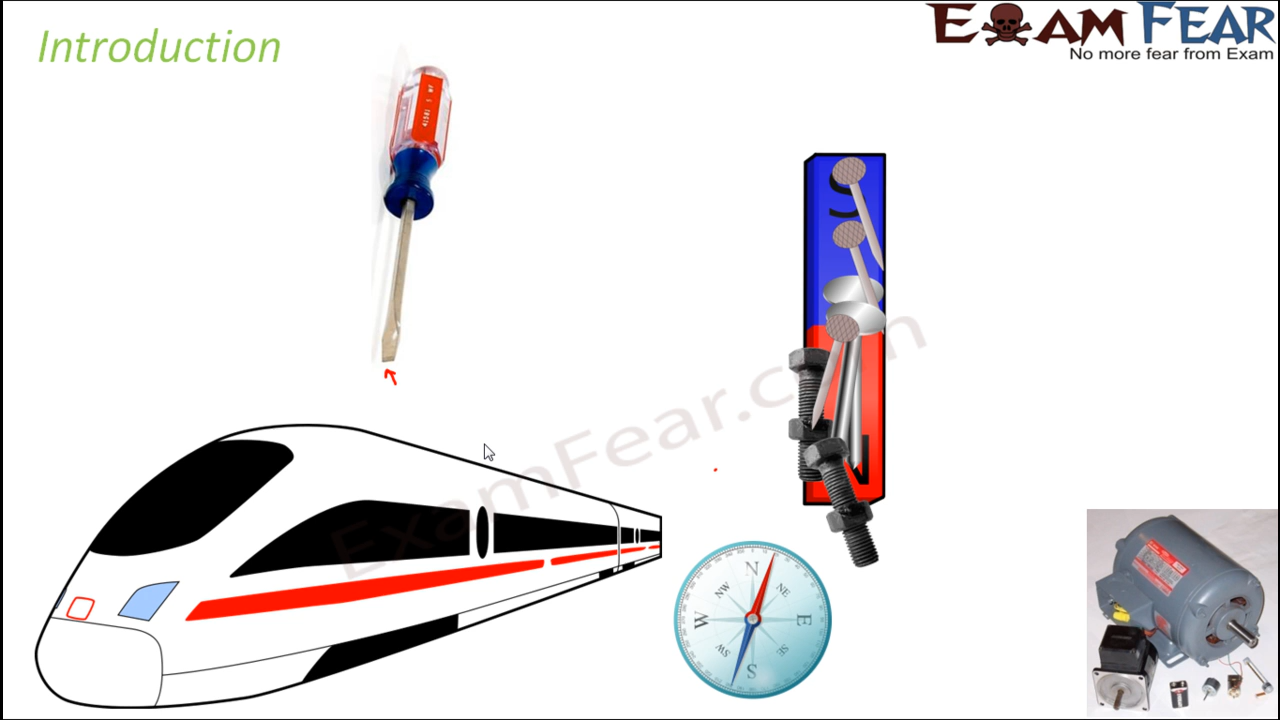 Introduction
EXAM FEAR
No more fear from Exam
S
N
ExamFear.com
N
NW
NE
W
E
SW
SE
S